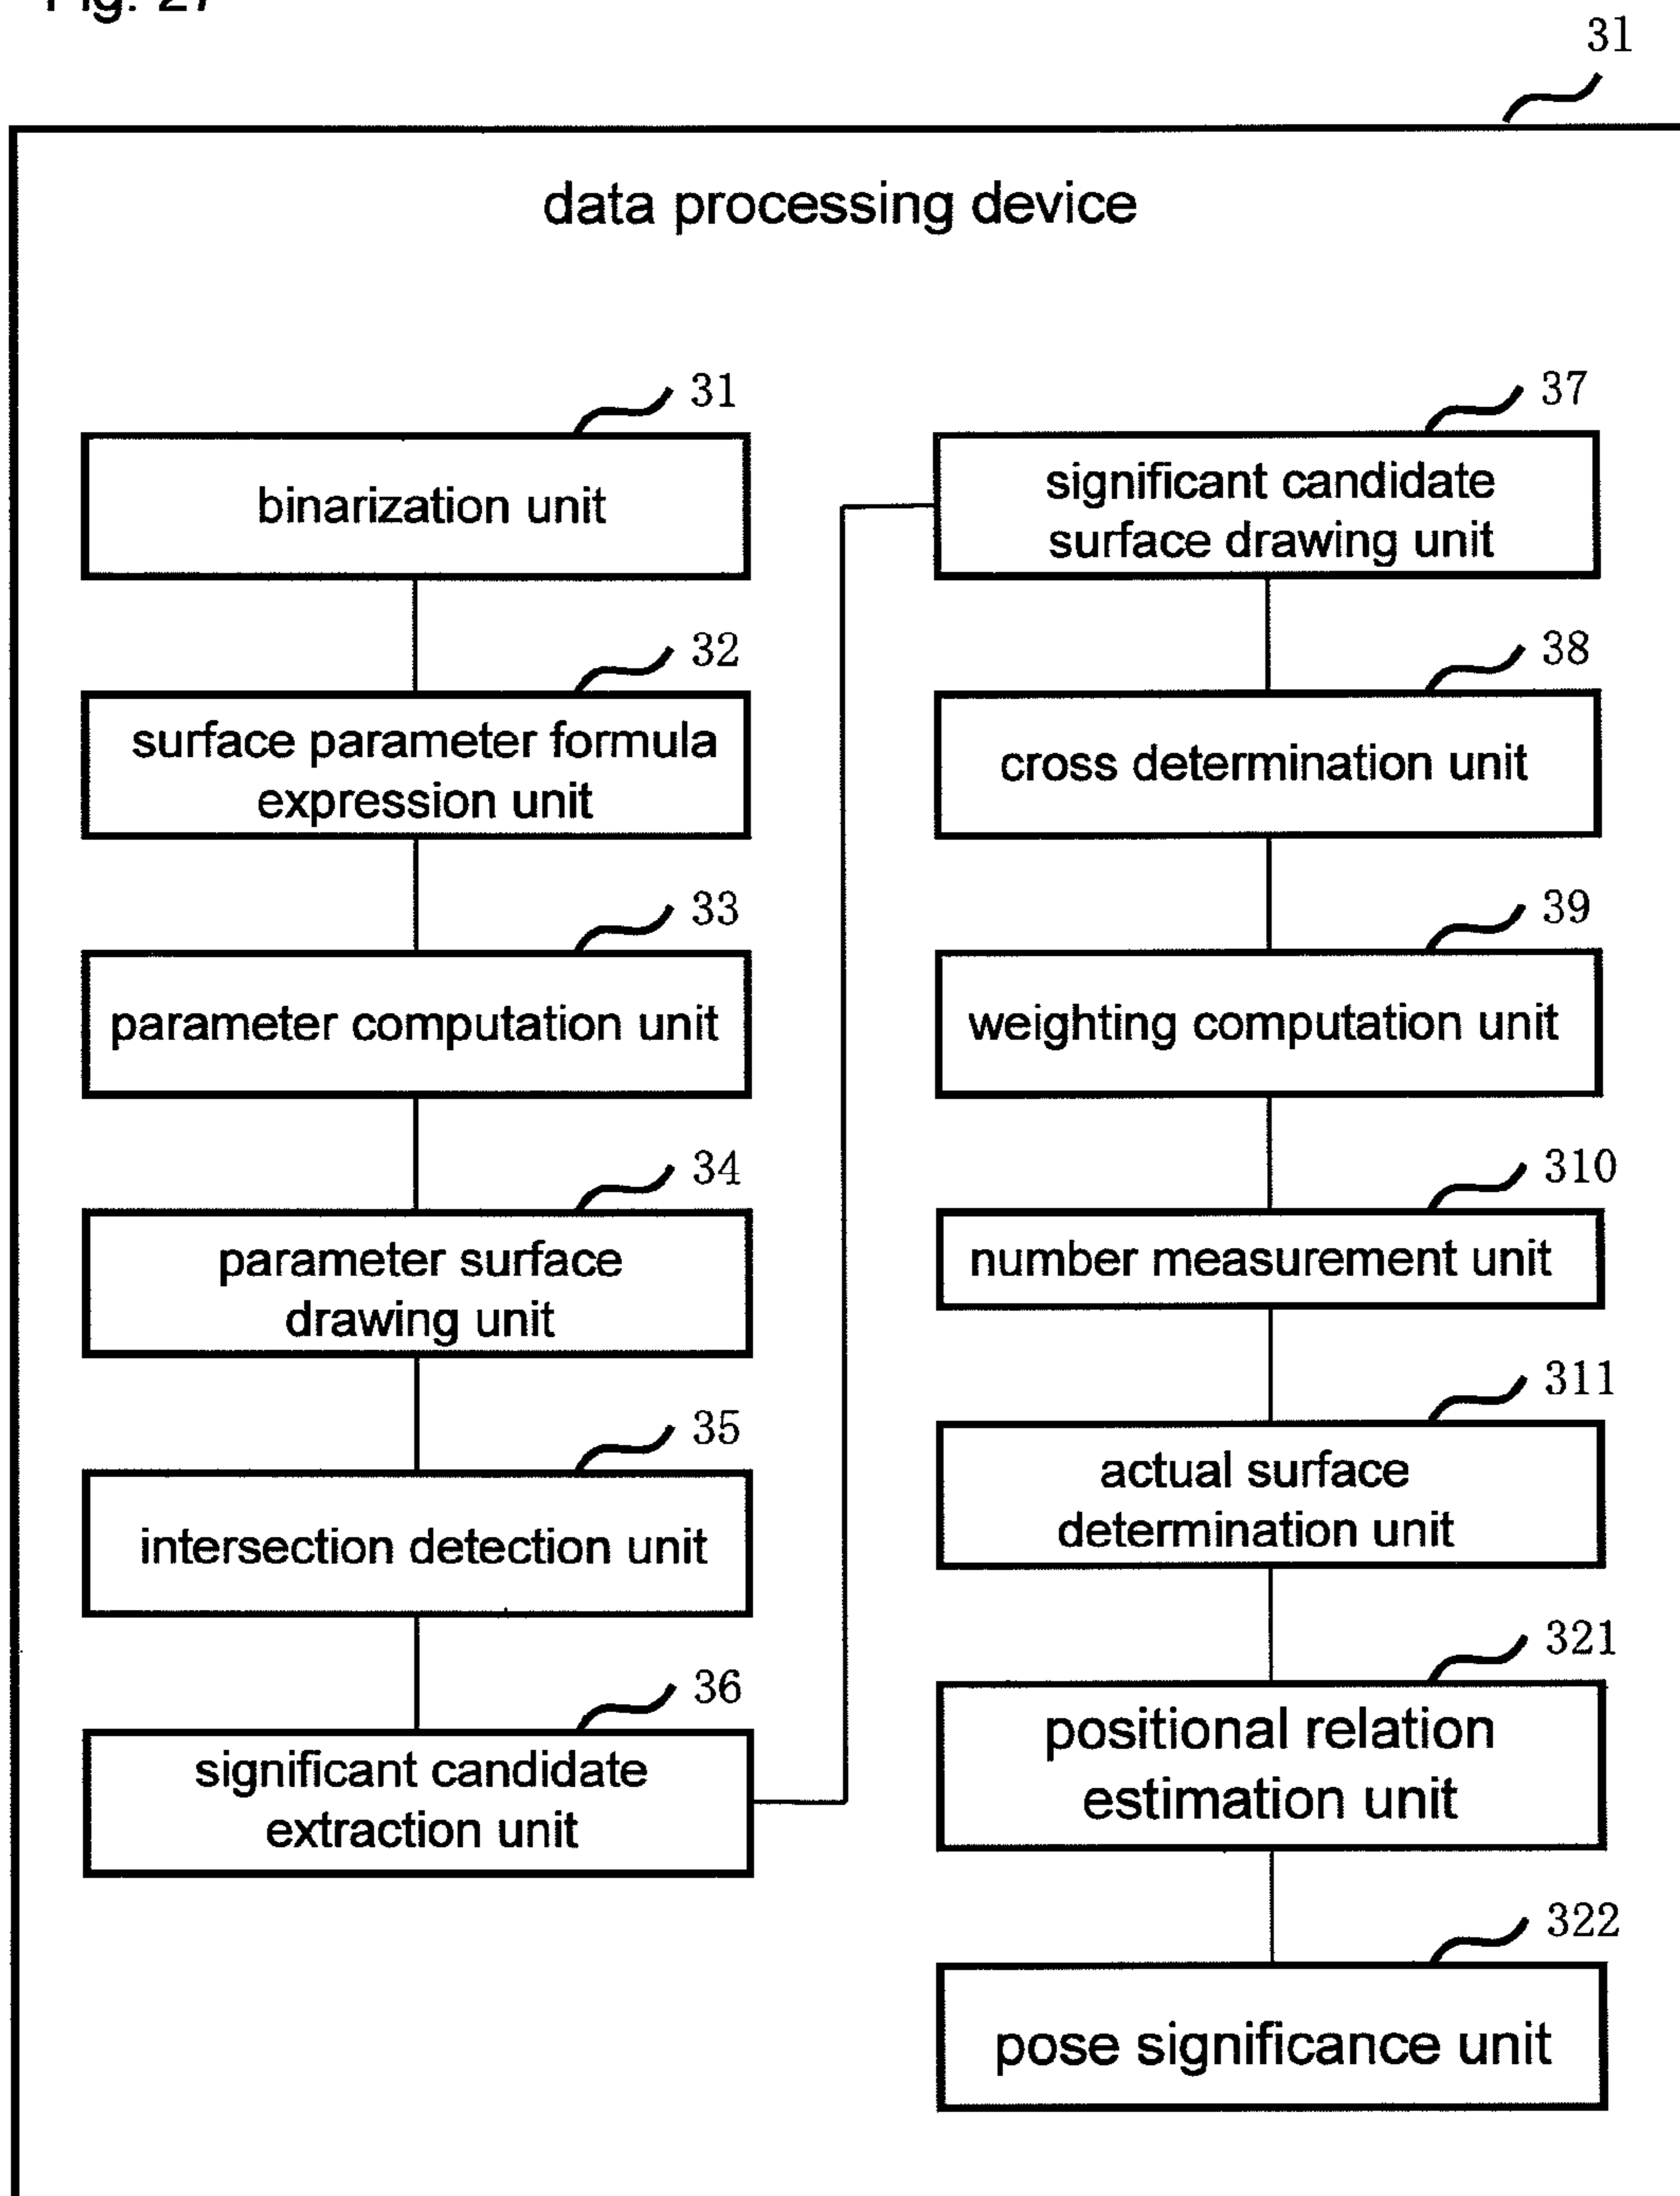 Fig. 27
31
data processing device
31
binarization unit
32
surface parameter formula
expression unit
33
parameter computation unit
34
parameter surface
drawing unit
35
intersection detection unit
36
significant candidate
extraction unit
37
significant candidate
surface drawing unit
38
cross determination unit
39
weighting computation unit
310
number measurement unit
311
actual surface
determination unit
321
positional relation
estimation unit
322
pose significance unit